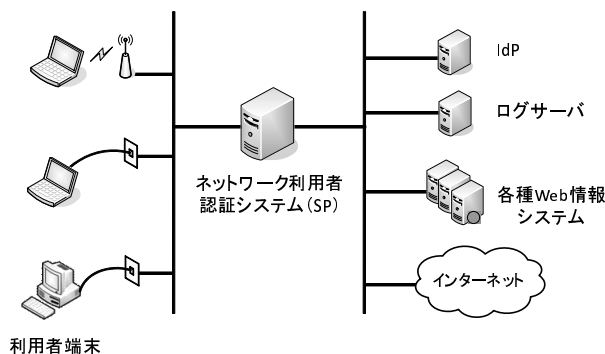 IdP
ログサーバ
ネットワーク利用者
認証システム(SP)
各種Web情報
システム
インターネット
利用者端末